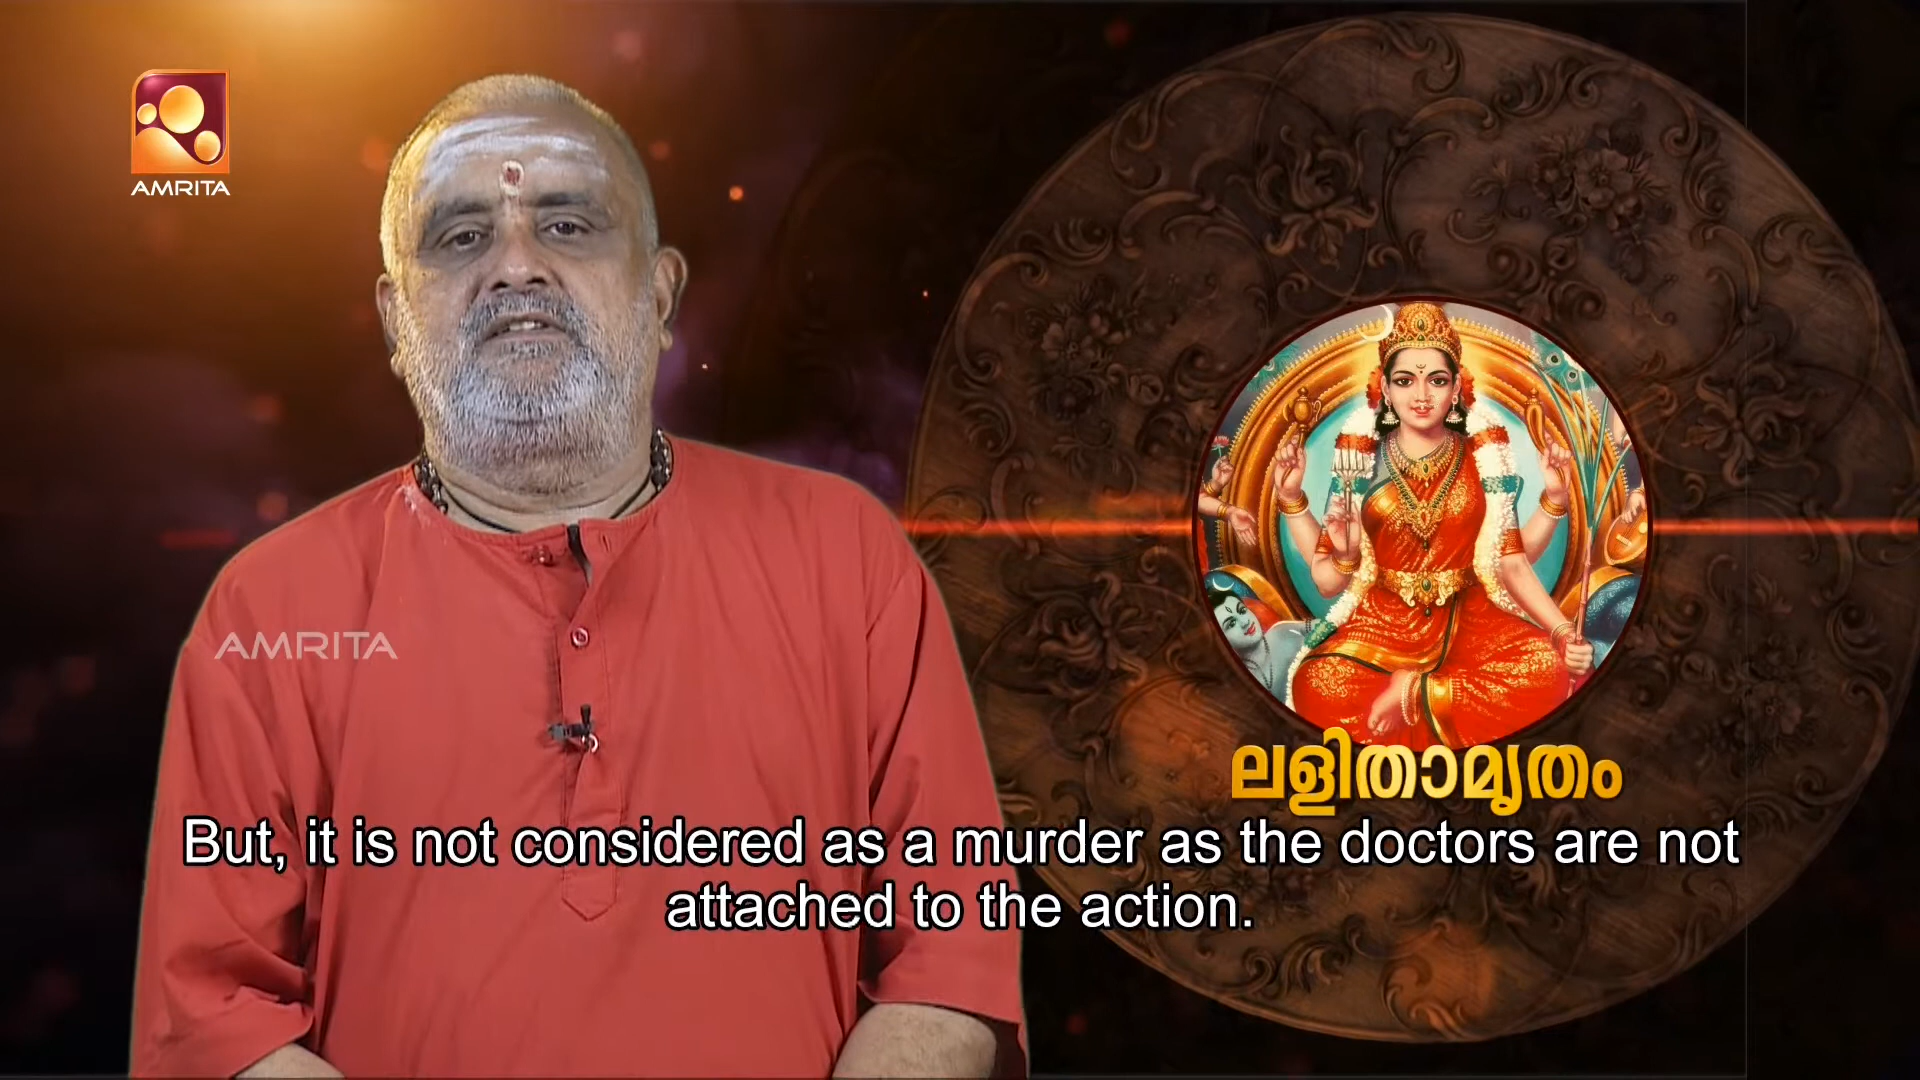 AMRITA
AMRITA
ലളിതാമൃതം
But, it is not considered as a murder as the doctors are not
attached to the action.